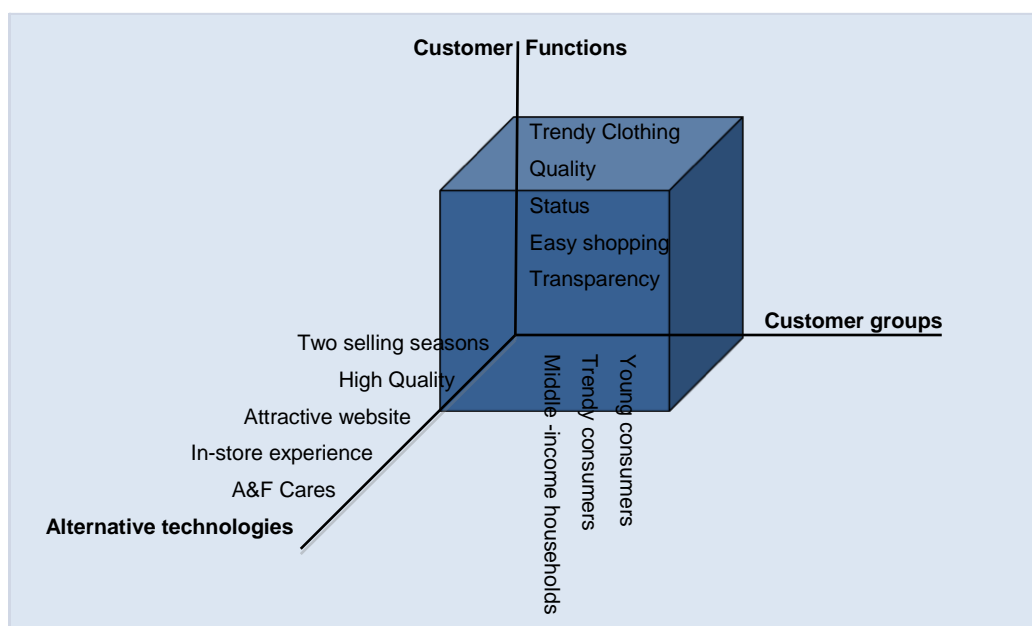 Customer Functions
Trendy Clothing
Quality
Status
Easy shopping
Transparency
Customer groups
Two selling seasons
High Quality
Attractive website
In-store experience
A&F Cares
Alternative technologies
Middle -income households
Trendy consumers
Young consumers